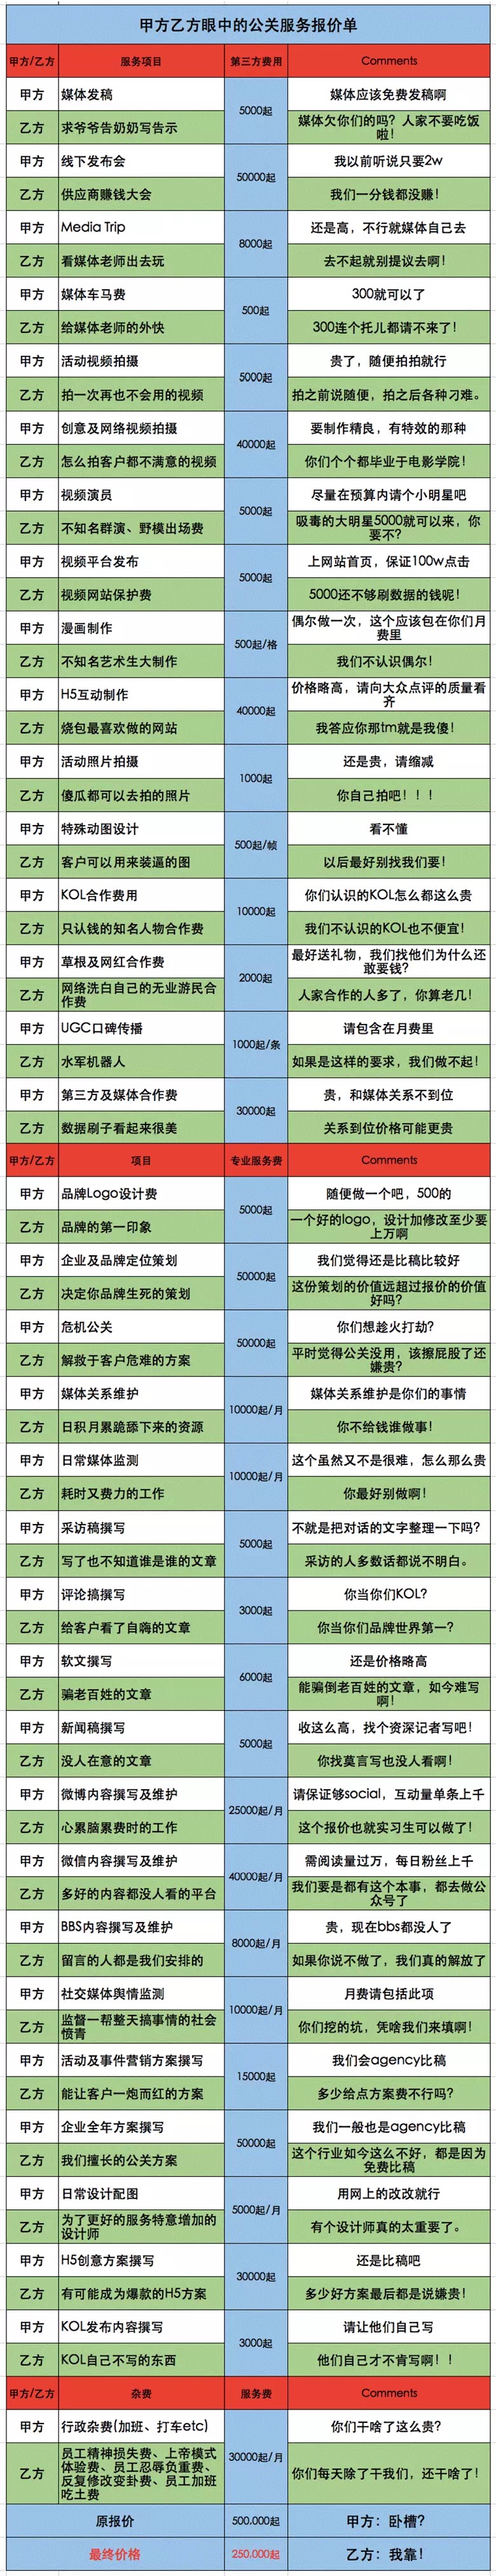 甲方乙方眼中的公关服务报价单
甲方/乙方 服务项目 第三方费用 Comments
甲方 媒体发稿 媒体应该免费发稿啊
5000起
乙方 求爷爷告奶奶写告示 媒体欠你们的吗？人家不要吃饭
啦！
甲方 线下发布会 我以前听说只要2w
50000起
乙方 供应商赚钱大会 我们一分钱都没赚！
甲方 Media Trip 还是高，不行就媒体自己去
8000起
乙方 看媒体老师出去玩 去不起就别提议去啊！
甲方 媒体车马费 300就可以了
500起
乙方 给媒体老师的外快 300连个托儿都请不来了！
甲方 活动视频拍摄 贵了，随便拍拍就行
5000起
乙方 拍一次再也不会用的视频 拍之前说随便，拍之后各种刁难。
甲方 创意及网络视频拍摄 要制作精良，有特效的那种
40000起
乙方 怎么拍客户都不满意的视频 你们个个都毕业于电影学院！
甲方 视频演员 尽量在预算内请个小明星吧
5000起
乙方 不知名群演、野模出场费 吸毒的大明星5000就可以来，你
要不？
甲方 视频平台发布 上网站首页，保证100w点击
5000起
乙方 视频网站保护费 5000还不够刷数据的钱呢！
甲方 漫画制作 偶尔做一次，这个应该包在你们月
费里
500起/格
乙方 不知名艺术生大制作 我们不认识偶尔！
甲方 H5互动制作 价格略高，请向大众点评的质量看
齐
40000起
乙方 烧包最喜欢做的网站 我答应你那tm就是我傻！
甲方 活动照片拍摄 还是贵，请缩减
1000起
乙方 傻瓜都可以去拍的照片 你自己拍吧！！！
甲方 特殊动图设计 看不懂
500起/帧
乙方 客户可以用来装逼的图 以后最好别找我们要！
甲方 KOL合作费用 你们认识的KOL怎么都这么贵
10000起
乙方 只认钱的知名人物合作费 我们不认识的KOL也不便宜！
甲方 草根及网红合作费 最好送礼物，我们找他们为什么还
敢要钱？
2000起
乙方 网络洗白自己的无业游民合
作费 人家合作的人多了，你算老几！
甲方 UGC口碑传播 请包含在月费里
1000起/条
乙方 水军机器人 如果是这样的要求，我们做不起！
甲方 第三方及媒体合作费 贵，和媒体关系不到位
30000起
乙方 数据刷子看起来很美 关系到位价格可能更贵
甲方/乙方 项目 专业服务费 Comments
甲方 品牌Logo设计费 随便做一个吧，500的
5000起
乙方 品牌的第一印象 一个好的logo，设计加修改至少要
上万啊
甲方 企业及品牌定位策划 我们觉得还是比稿比较好
50000起
乙方 决定你品牌生死的策划 这份策划的价值远超过报价的价值
好吗？
甲方 危机公关 你们想趁火打劫？
50000起
乙方 解救于客户危难的方案 平时觉得公关没用，该擦屁股了还
嫌贵？
甲方 媒体关系维护 媒体关系维护是你们的事情
10000起/月
乙方 日积月累跪舔下来的资源 你不给钱谁做事！
甲方 日常媒体监测 这个虽然又不是很难，怎么那么贵
10000起/月
乙方 耗时又费力的工作 你最好别做啊！
甲方 采访稿撰写 不就是把对话的文字整理一下吗？
5000起
乙方 写了也不知道谁是谁的文章 采访的人多数话都说不明白。
甲方 评论搞撰写 你当你们KOL？
3000起
乙方 给客户看了自嗨的文章 你当你们品牌世界第一？
甲方 软文撰写 还是价格略高
6000起
乙方 骗老百姓的文章 能骗倒老百姓的文章，如今难写
啊！
甲方 新闻稿撰写 收这么高，找个资深记者写吧！
5000起
乙方 没人在意的文章 你找莫言写也没人看啊！
甲方 微博内容撰写及维护 请保证够social，互动量单条上千
25000起/月
乙方 心累脑累费时的工作 这个报价也就实习生可以做了！
甲方 微信内容撰写及维护 需阅读量过万，每日粉丝上千
40000起/月
乙方 多好的内容都没人看的平台 我们要是都有这个本事，都去做公
众号了
甲方 BBS内容撰写及维护 贵，现在bbs都没人了
8000起/月
乙方 留言的人都是我们安排的 如果你说不做了，我们真的解放了
甲方 社交媒体舆情监测 月费请包括此项
10000起/月
乙方 监督一帮整天搞事情的社会
愤青 你们挖的坑，凭啥我们来填啊！
甲方 活动及事件营销方案撰写 我们会agency比稿
15000起
乙方 能让客户一炮而红的方案 多少给点方案费不行吗？
甲方 企业全年方案撰写 我们一般也是agency比稿
50000起
乙方 我们擅长的公关方案 这个行业如今这么不好，都是因为
免费比稿
甲方 日常设计配图 用网上的改改就行
5000起/月
乙方 为了更好的服务特意增加的
设计师 有个设计师真的太重要了。
甲方 H5创意方案撰写 还是比稿吧
30000起
乙方 有可能成为爆款的H5方案 多少好方案最后都是说嫌贵！
甲方 KOL发布内容撰写 请让他们自己写
3000起
乙方 KOL自己不写的东西 他们自己才不肯写啊！！
甲方/乙方 杂费 服务费 Comments
甲方 行政杂费(加班、打车etc) 你们干啥了这么贵？
30000起/月
乙方 员工精神损失费、上帝模式
体验费、员工忍辱负重费、
反复修改变卦费、员工加班
吃土费 你们每天除了干我们，还干啥了！
原报价 500,000起 甲方：卧槽？
最终价格 250,000起 乙方：我靠！